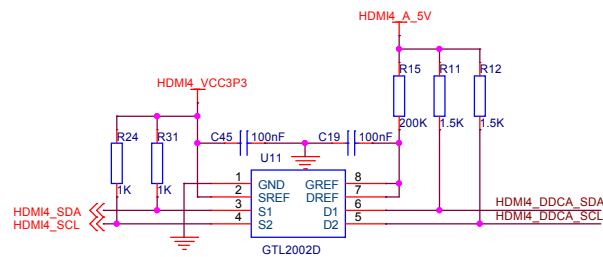 HDMI4_A_5V
R15
R11
R12
HDMI4_VCC3P3
200K
1.5K
1.5K
R24
R31
C45
100nF
C19
100nF
U11
1K
1K
1
GND
GREF
8
2
SREF
DREF
7
HDMI4_SDA
3
S1
D1
6
HDMI4_DDCA_SDA
HDMI4_SCL
4
S2
D2
5
HDMI4_DDCA_SCL
GTL2002D